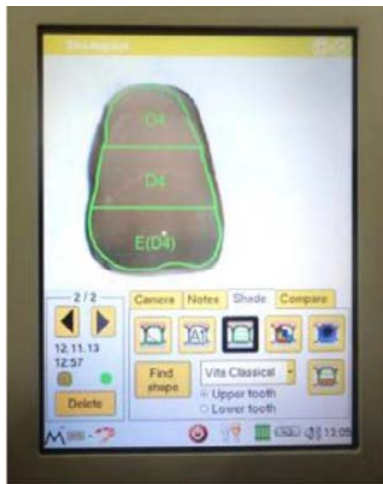 D4
D4
E(D4)
2/2
Camera Notes Shade Compare
12.11.13
12:57
Find shape
Vita Classical
Upper tooth
Lower tooth
Delete
13:05